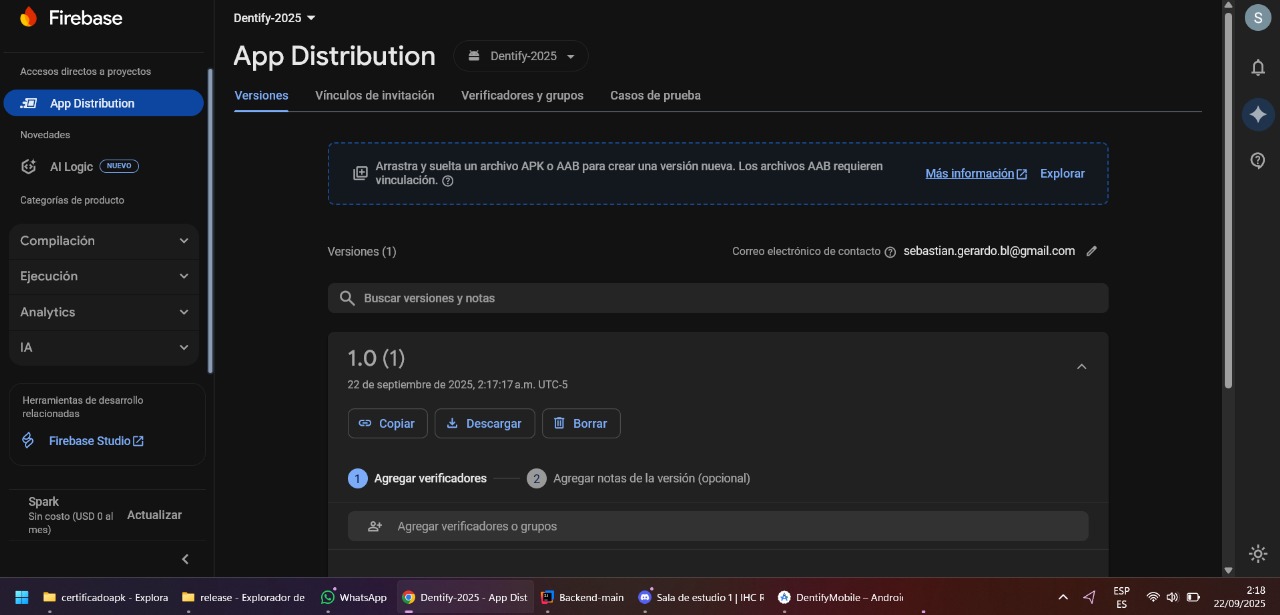 Firebase
Accesos directos a proyectos
App Distribution
Novedades
AI Logic NUEVO
Categorías de producto
Compilación
Ejecución
Analytics
IA
Herramientas de desarrollo
relacionadas
Firebase Studio
Spark
Sin costo (USD 0 al
mes)
Actualizar
Dentify-2025
App Distribution
Dentify-2025
Versiones
Vínculos de invitación
Verificadores y grupos
Casos de prueba
Arrastra y suelta un archivo APK o AAB para crear una versión nueva. Los archivos AAB requieren
vinculación.
Más información
Explorar
Versiones (1)
Correo electrónico de contacto
sebastian.gerardo.bl@gmail.com
Buscar versiones y notas
1.0 (1)
22 de septiembre de 2025, 2:17:17 a.m. UTC-5
Copiar
Descargar
Borrar
1 Agregar verificadores
2 Agregar notas de la versión (opcional)
Agregar verificadores o grupos
S
certificadoapk - Explora
release - Explorador de
WhatsApp
Dentify-2025 - App Dist
Backend-main
Sala de estudio 1 | IHC R
DentifyMobile – Androi
ESP
ES
2:18
22/09/2025